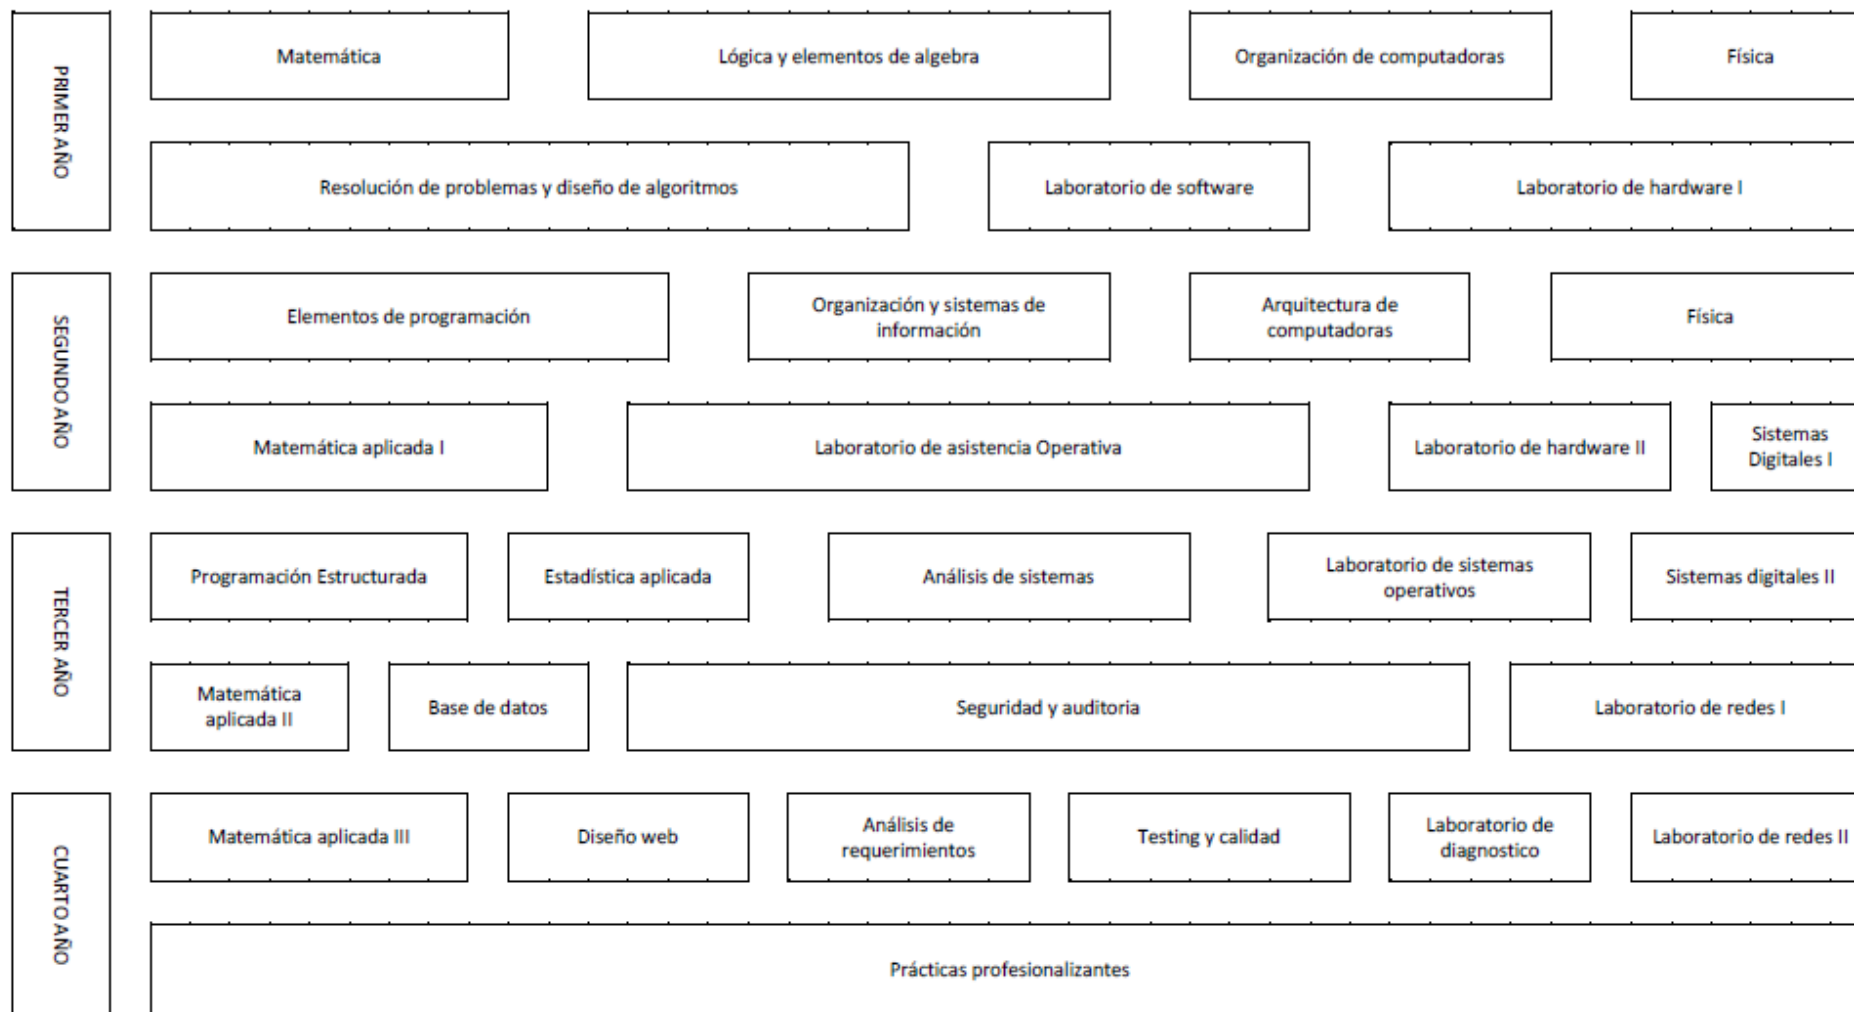 PRIMER AÑO
Matemática
Lógica y elementos de algebra
Organización de computadoras
Física
Resolución de problemas y diseño de algoritmos
Laboratorio de software
Laboratorio de hardware I
SEGUNDO AÑO
Elementos de programación
Organización y sistemas de
información
Arquitectura de
computadoras
Física
Matemática aplicada I
Laboratorio de asistencia Operativa
Laboratorio de hardware II
Sistemas
Digitales I
TERCER AÑO
Programación Estructurada
Estadística aplicada
Análisis de sistemas
Laboratorio de sistemas
operativos
Sistemas digitales II
Matemática
aplicada II
Base de datos
Seguridad y auditoria
Laboratorio de redes I
CUARTO AÑO
Matemática aplicada III
Diseño web
Análisis de
requerimientos
Testing y calidad
Laboratorio de
diagnostico
Laboratorio de redes II
Prácticas profesionalizantes